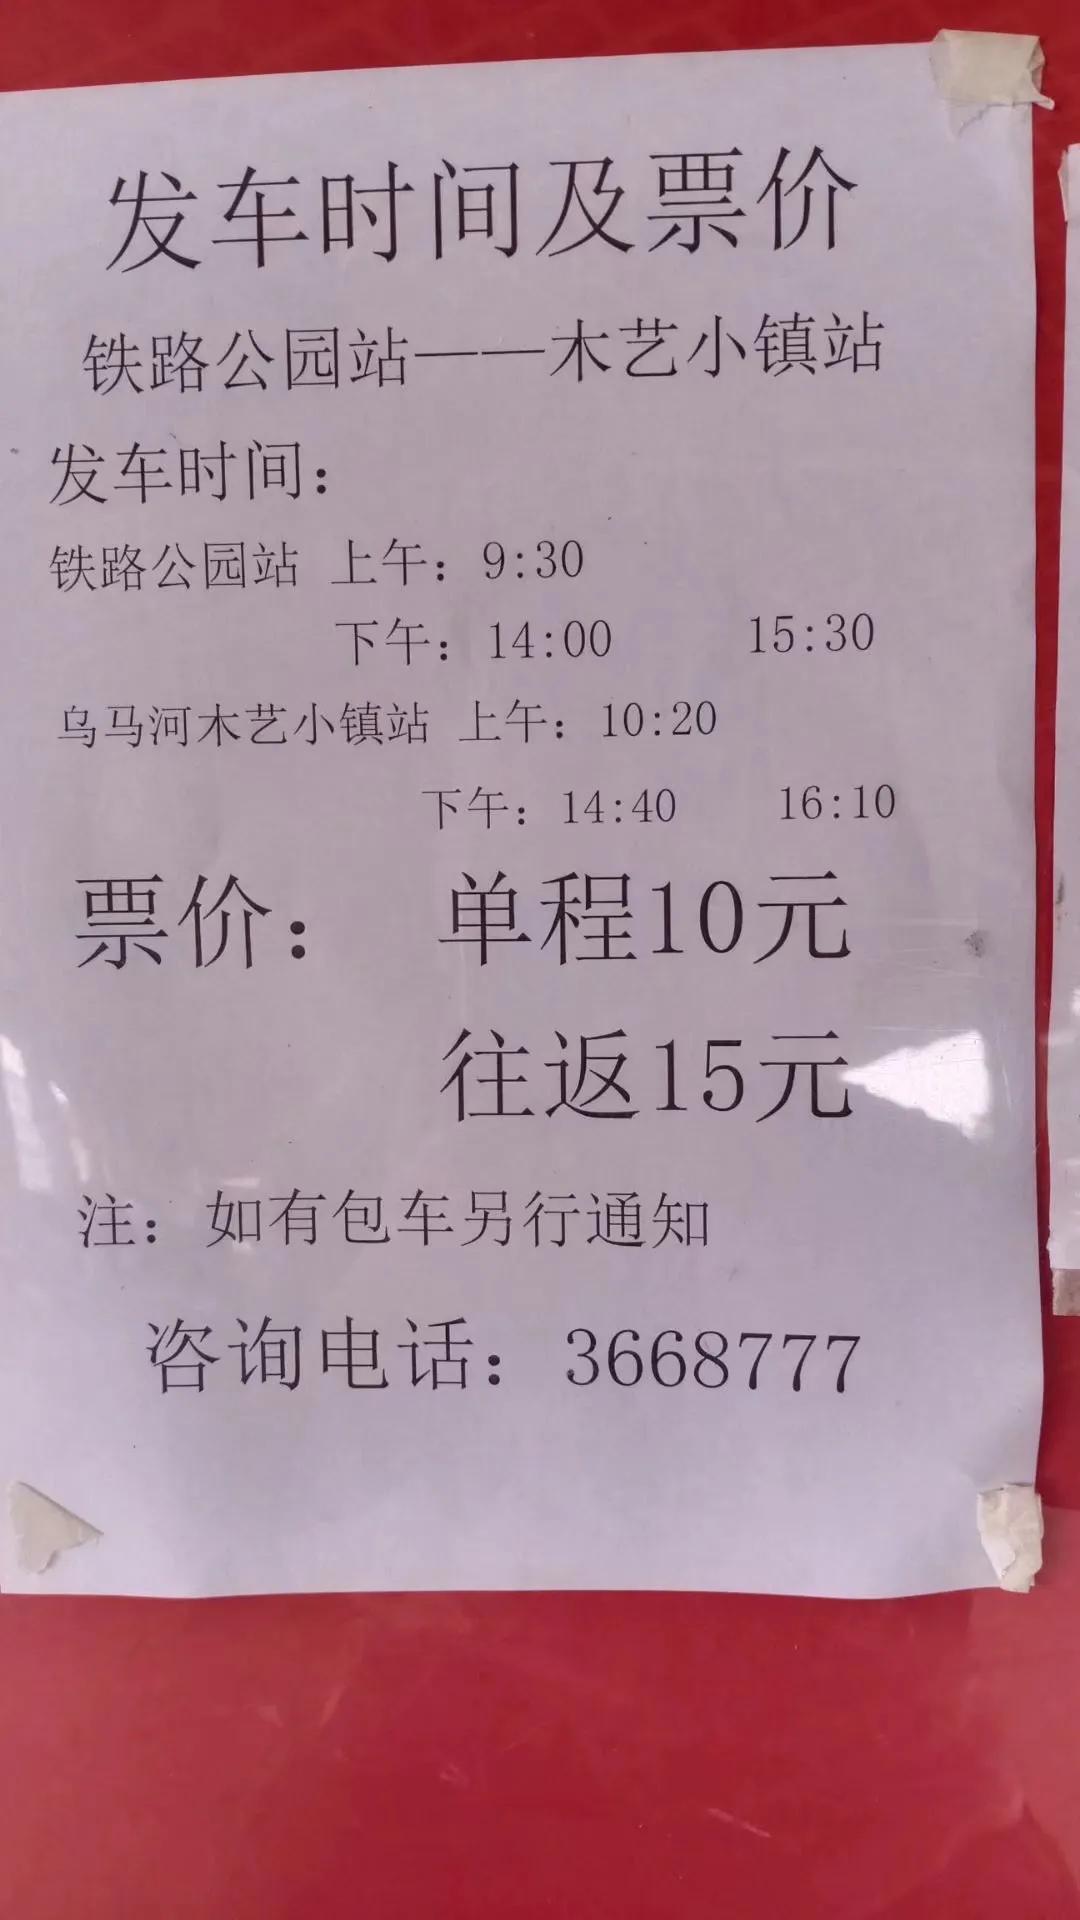 发车时间及票价
铁路公园站——木艺小镇站
发车时间：
铁路公园站 上午：9:30
下午：14:00 15:30
乌马河木艺小镇站 上午：10:20
下午：14:40 16:10
票价： 单程10元
往返15元
注：如有包车另行通知
咨询电话：3668777